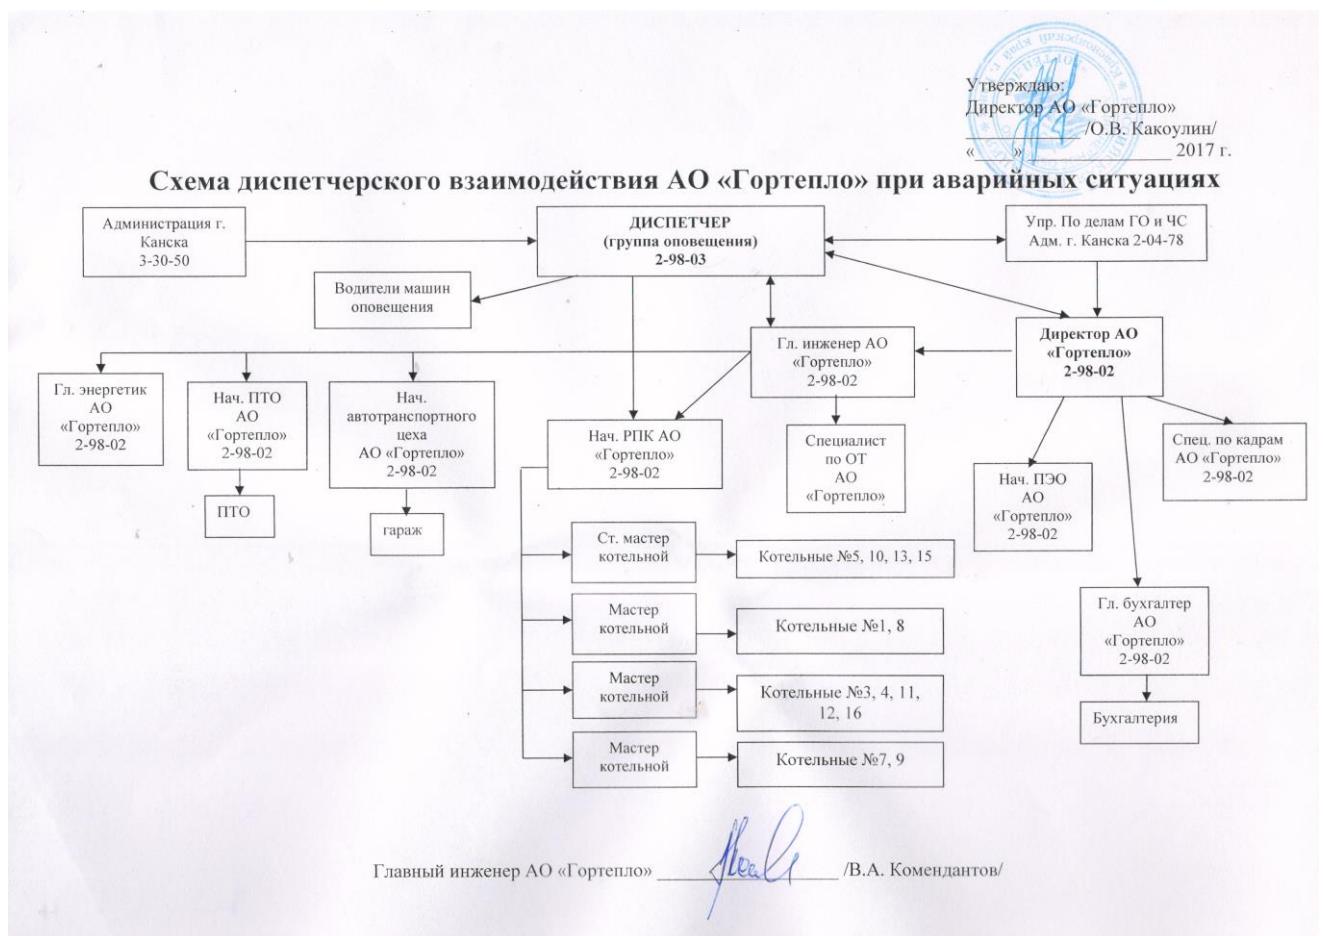 Утверждаю:
Директор АО «Гортепло»
/О.В. Какоулин/
«___» _______________ 2017 г.
Схема диспетчерского взаимодействия АО «Гортепло» при аварийных ситуациях
Администрация г.
Канска
3-30-50
ДИСПЕТЧЕР
(группа оповещения)
2-98-03
Упр. По делам ГО и ЧС
Адм. г. Канска 2-04-78
Водители машин
оповещения
Гл. инженер АО
«Гортепло»
2-98-02
Директор АО
«Гортепло»
2-98-02
Гл. энергетик
АО
«Гортепло»
2-98-02
Нач. ПТО
АО
«Гортепло»
2-98-02
Нач.
автотранспортного
цеха
АО «Гортепло»
2-98-02
Нач. РПК АО
«Гортепло»
2-98-02
Специалист
по ОТ
АО
«Гортепло»
Нач. ПЭО
АО
«Гортепло»
2-98-02
Спец. по кадрам
АО «Гортепло»
2-98-02
ПТО
гараж
Ст. мастер
котельной
Котельные №5, 10, 13, 15
Мастер
котельной
Котельные №1, 8
Мастер
котельной
Котельные №3, 4, 11,
12, 16
Мастер
котельной
Котельные №7, 9
Гл. бухгалтер
АО
«Гортепло»
2-98-02
Бухгалтерия
Главный инженер АО «Гортепло» ___________________ /В.А. Комендантов/